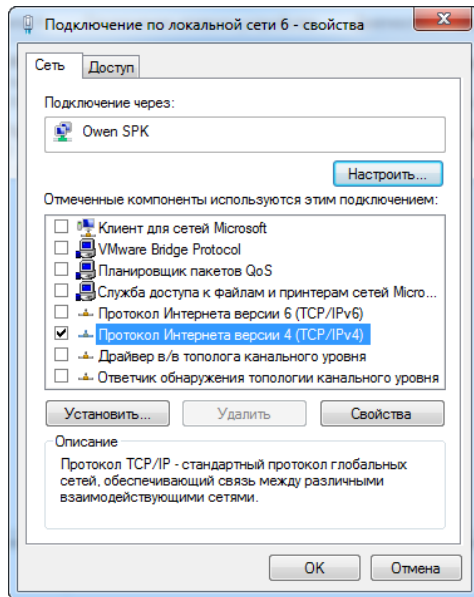 Подключение по локальной сети 6 - свойства
Сеть Доступ
Подключение через:
Owen SPK
Настроить...
Отмеченные компоненты используются этим подключением:
Клиент для сетей Microsoft
VMware Bridge Protocol
Планировщик пакетов QoS
Служба доступа к файлам и принтерам сетей Micro...
Протокол Интернета версии 6 (TCP/IPv6)
Протокол Интернета версии 4 (TCP/IPv4)
Драйвер в/в тополога канального уровня
Ответчик обнаружения топологии канального уровня
Установить... Удалить Свойства
Описание
Протокол TCP/IP - стандартный протокол глобальных
сетей, обеспечивающий связь между различными
взаимодействующими сетями.
OK Отмена